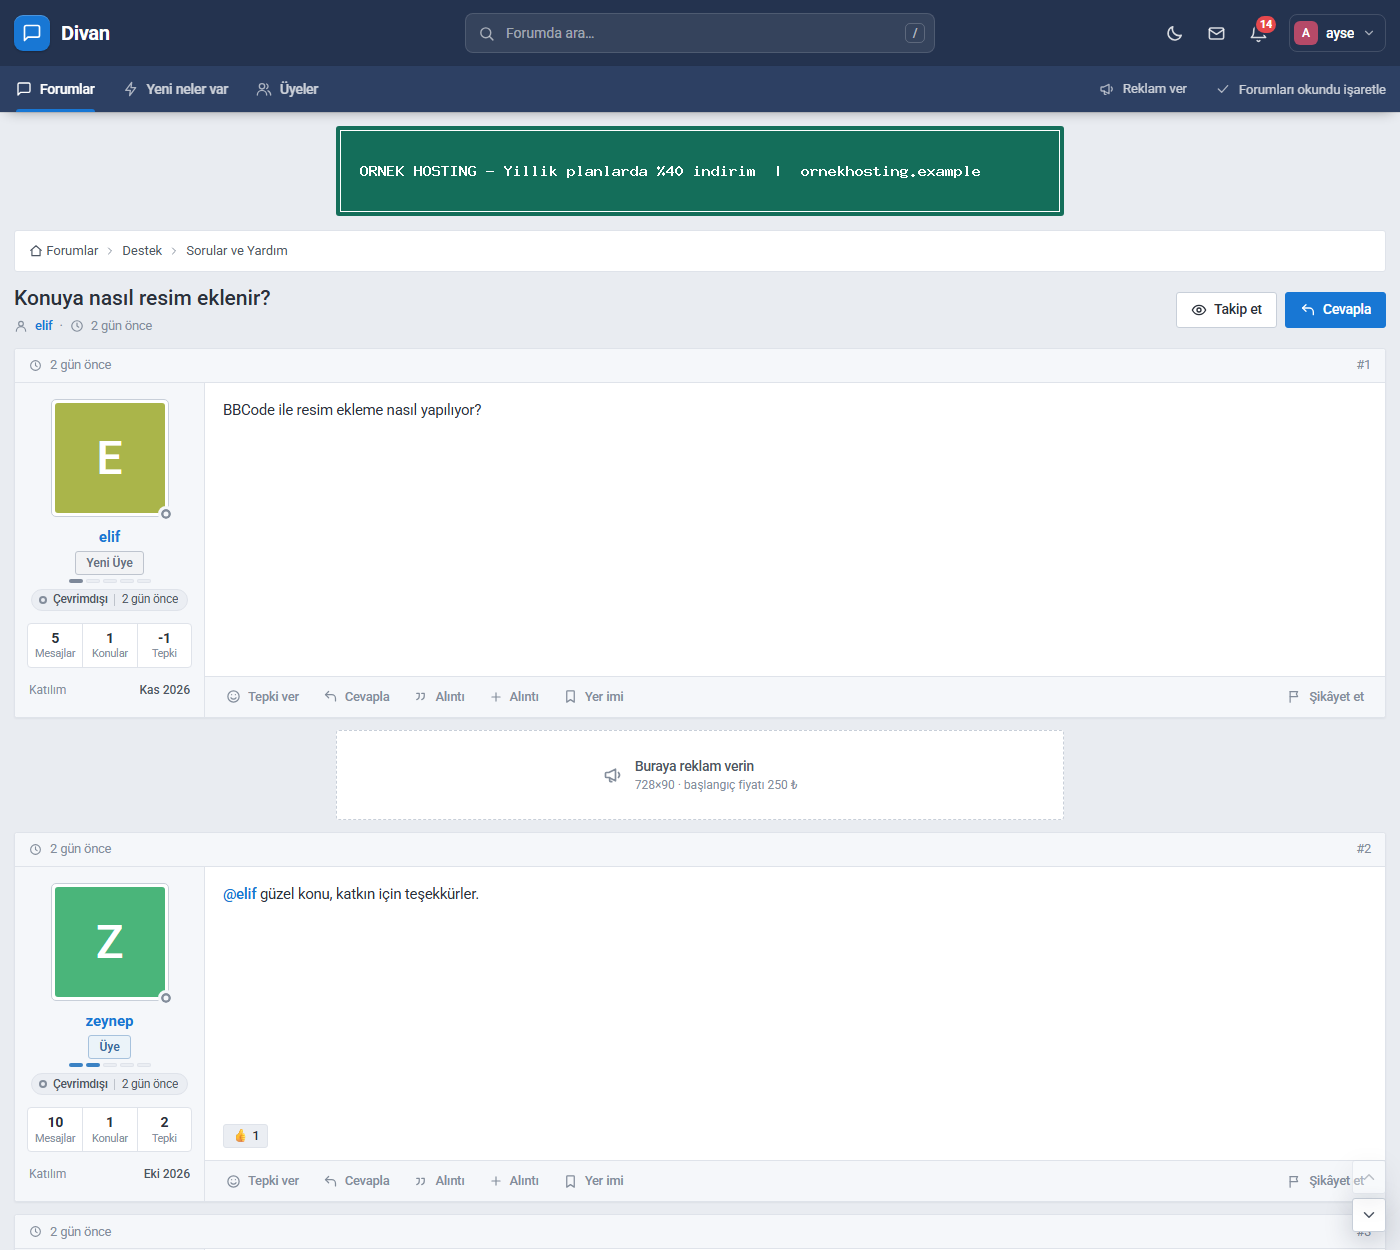 Divan
Forumda ara...
/
14
A
ayse
Forumlar
Yeni neler var
Üyeler
Reklam ver
Forumları okundu işaretle
ORNEK HOSTING - Yillik planlarda %40 indirim | ornekhosting.example
Forumlar
Destek
Sorular ve Yardım
Konuya nasıl resim eklenir?
elif · 2 gün önce
Takip et
Cevapla
2 gün önce
#1
E
elif
Yeni Üye
Çevrimdışı | 2 gün önce
5 1 -1
Mesajlar Konular Tepki
Katılım Kas 2026
BBCode ile resim ekleme nasıl yapılıyor?
Tepki ver
Cevapla
Alıntı
Alıntı
Yer imi
Şikâyet et
Buraya reklam verin
728×90 · başlangıç fiyatı 250 ₺
2 gün önce
#2
Z
zeynep
Üye
Çevrimdışı | 2 gün önce
10 1 2
Mesajlar Konular Tepki
Katılım Eki 2026
@elif güzel konu, katkın için teşekkürler.
👍 1
Tepki ver
Cevapla
Alıntı
Alıntı
Yer imi
Şikâyet et
2 gün önce
#3